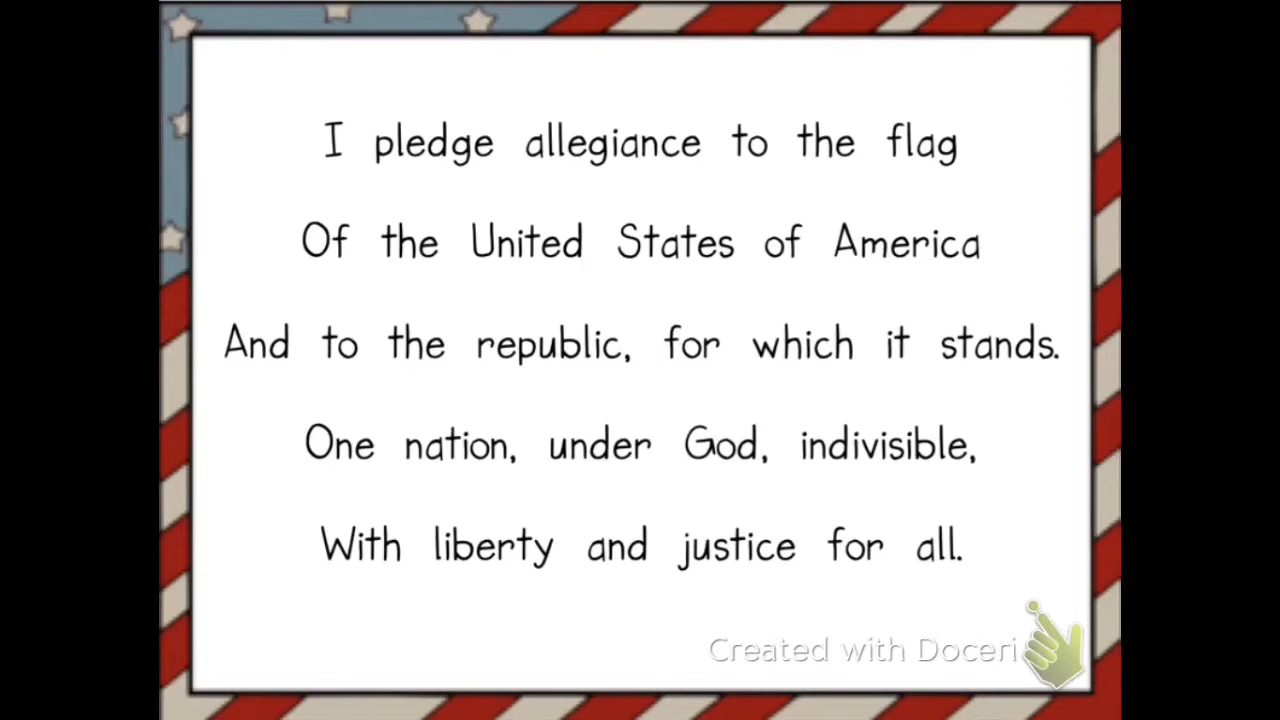 I pledge allegiance to the flag
Of the United States of America
And to the republic, for which it stands.
One nation, under God, indivisible,
With liberty and justice for all.
Created with Doceri